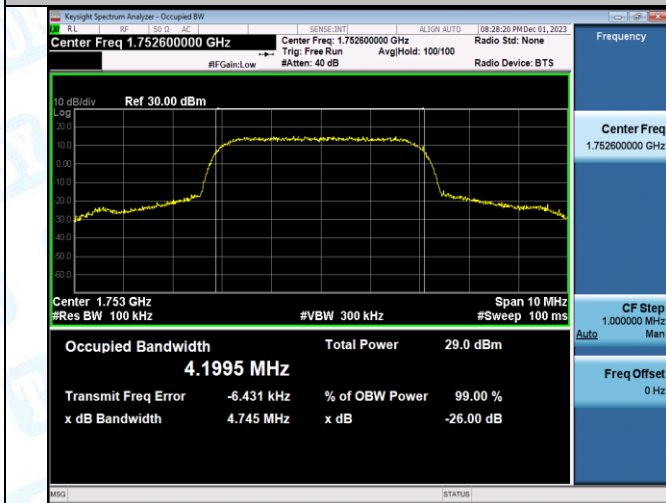 Keysight Spectrum Analyzer - Occupied BW
RL RF 50 Ω AC SENSE:INT ALIGN AUTO 08:28:20 PM Dec 01, 2023
Center Freq 1.752600000 GHz Center Freq: 1.752600000 GHz Radio Std: None Frequency
Trig: Free Run Avg|Hold: 100/100
#IFGain:Low #Atten: 40 dB Radio Device: BTS
10 dB/div Ref 30.00 dBm
Log
20.0
10.0
0.00
-10.0
-20.0
-30.0
-40.0
-50.0
-60.0
Center Freq
1.752600000 GHz
Center 1.753 GHz Span 10 MHz
#Res BW 100 kHz #VBW 300 kHz #Sweep 100 ms
CF Step
1.000000 MHz
Auto Man
Occupied Bandwidth Total Power 29.0 dBm
4.1995 MHz
Transmit Freq Error -6.431 kHz % of OBW Power 99.00 %
x dB Bandwidth 4.745 MHz x dB -26.00 dB
Freq Offset
0 Hz
MSG STATUS